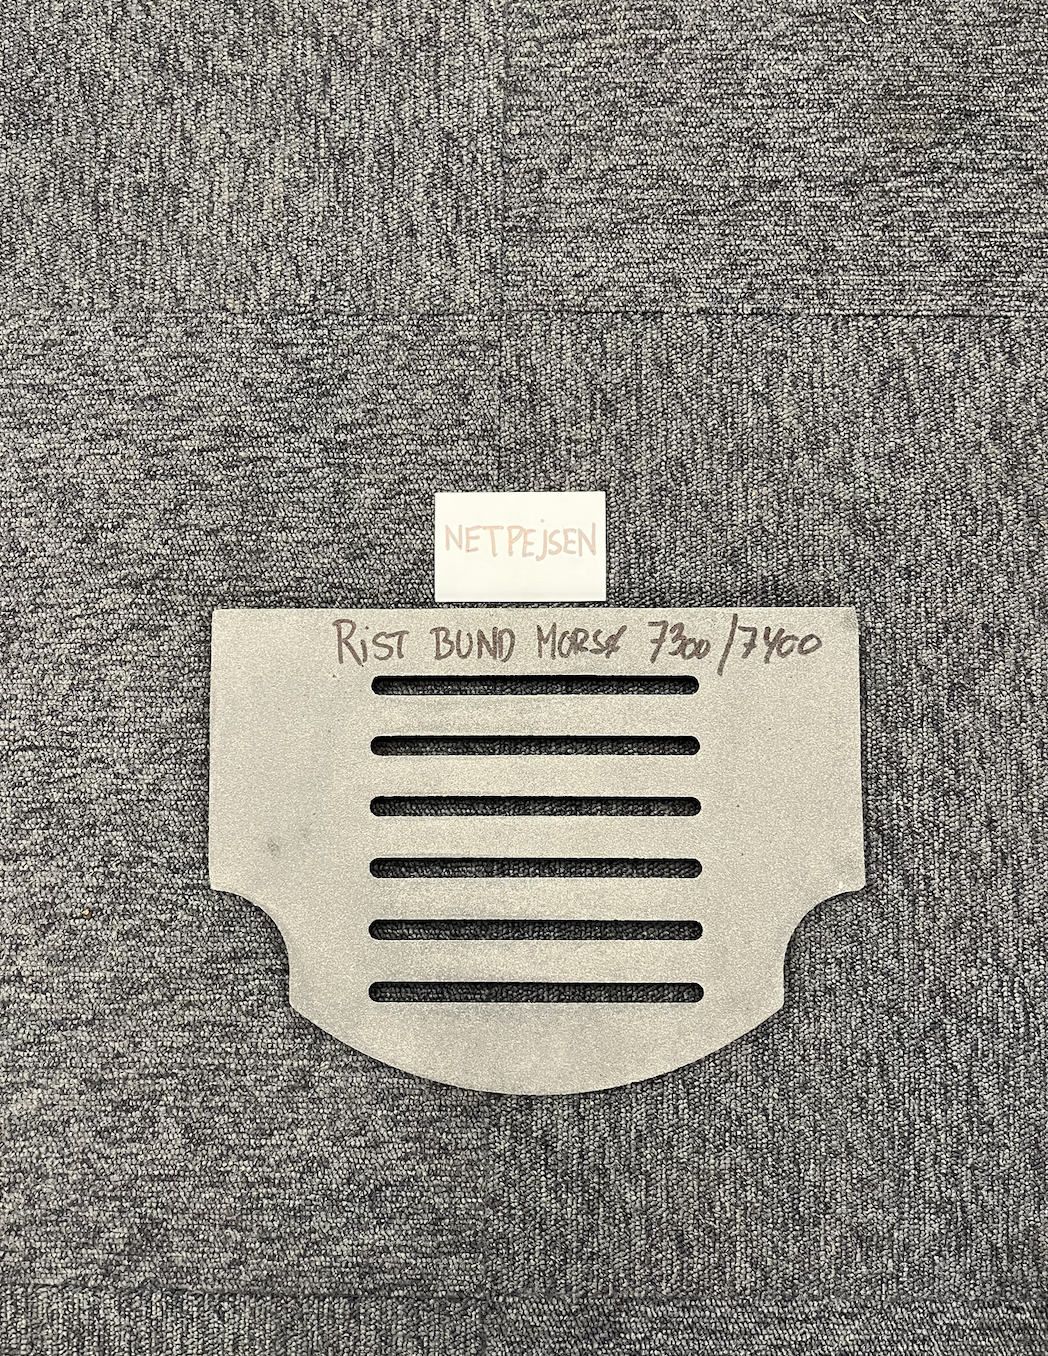 NETPEjSEN
RiST BUND MORSØ 7300/7400